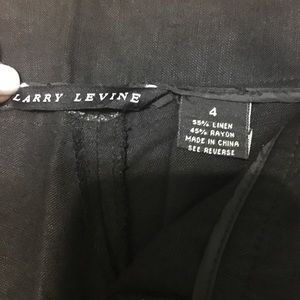 LARRY LEVINE
4
55% LINEN
45% RAYON
MADE IN CHINA
SEE REVERSE